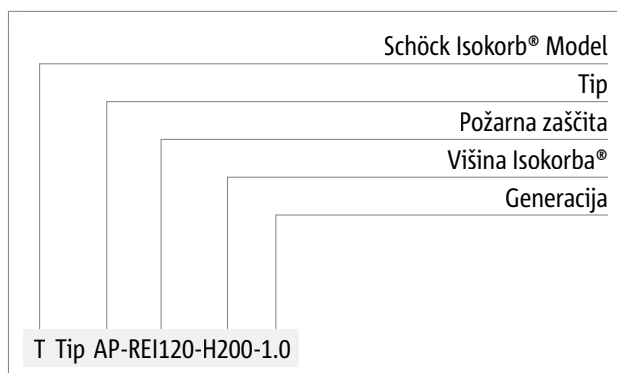 Schöck Isokorb® Model
Tip
Požarna zaščita
Višina Isokorba®
Generacija
T Tip AP-REI120-H200-1.0